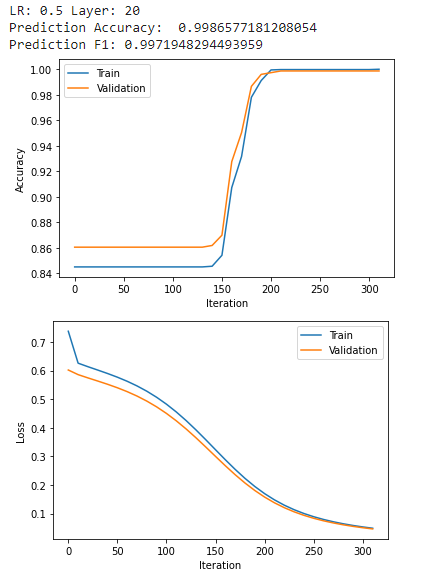 LR: 0.5 Layer: 20
Prediction Accuracy:  0.9986577181208054
Prediction F1: 0.9971948294493959
1.00
0.98
0.96
0.94
0.92
0.90
0.88
0.86
0.84
Accuracy
Train
Validation
0 50 100 150 200 250 300
Iteration
0.7
0.6
0.5
0.4
0.3
0.2
0.1
Loss
Train
Validation
0 50 100 150 200 250 300
Iteration